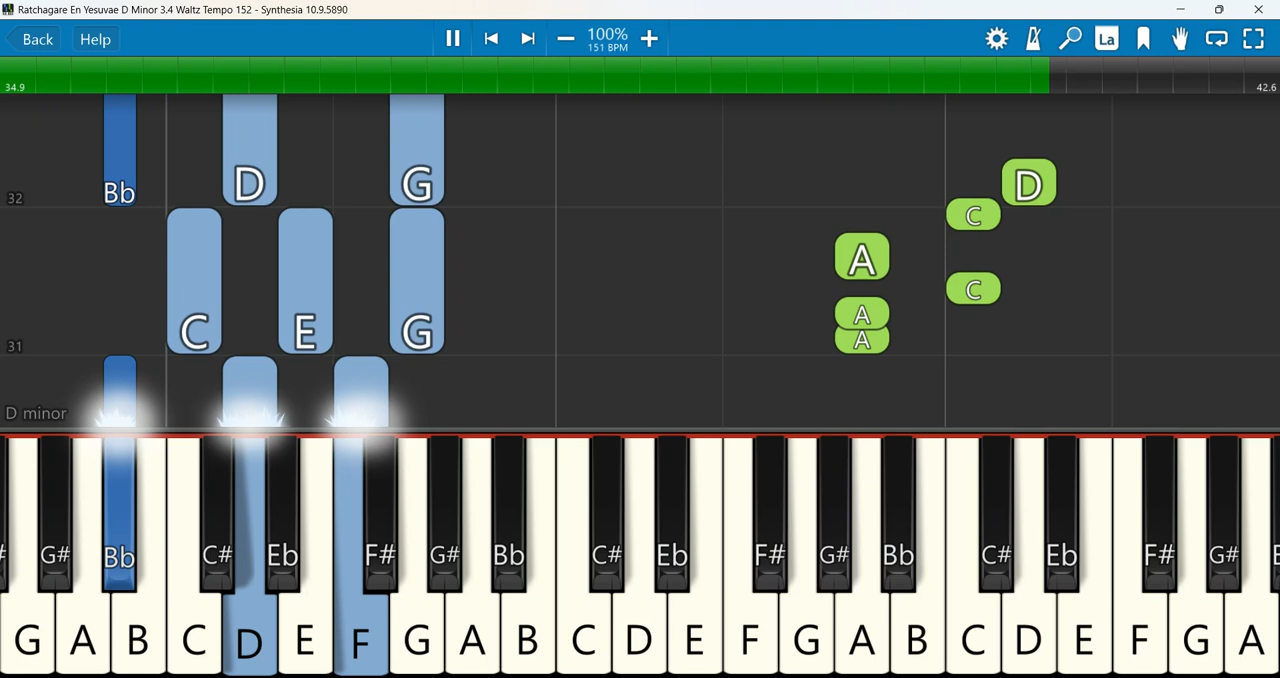 Ratchagare En Yesuvae D Minor 3.4 Waltz Tempo 152 - Synthesia 10.9.5890
Back Help 100% La
151 BPM
34.9 42.6
Bb D G D
32
C
A
C
A
C E G
A
31
D minor
G# Bb C# Eb F# G# Bb C# Eb F# G# Bb C# Eb F# G#
G A B C D E F G A B C D E F G A B C D E F G A